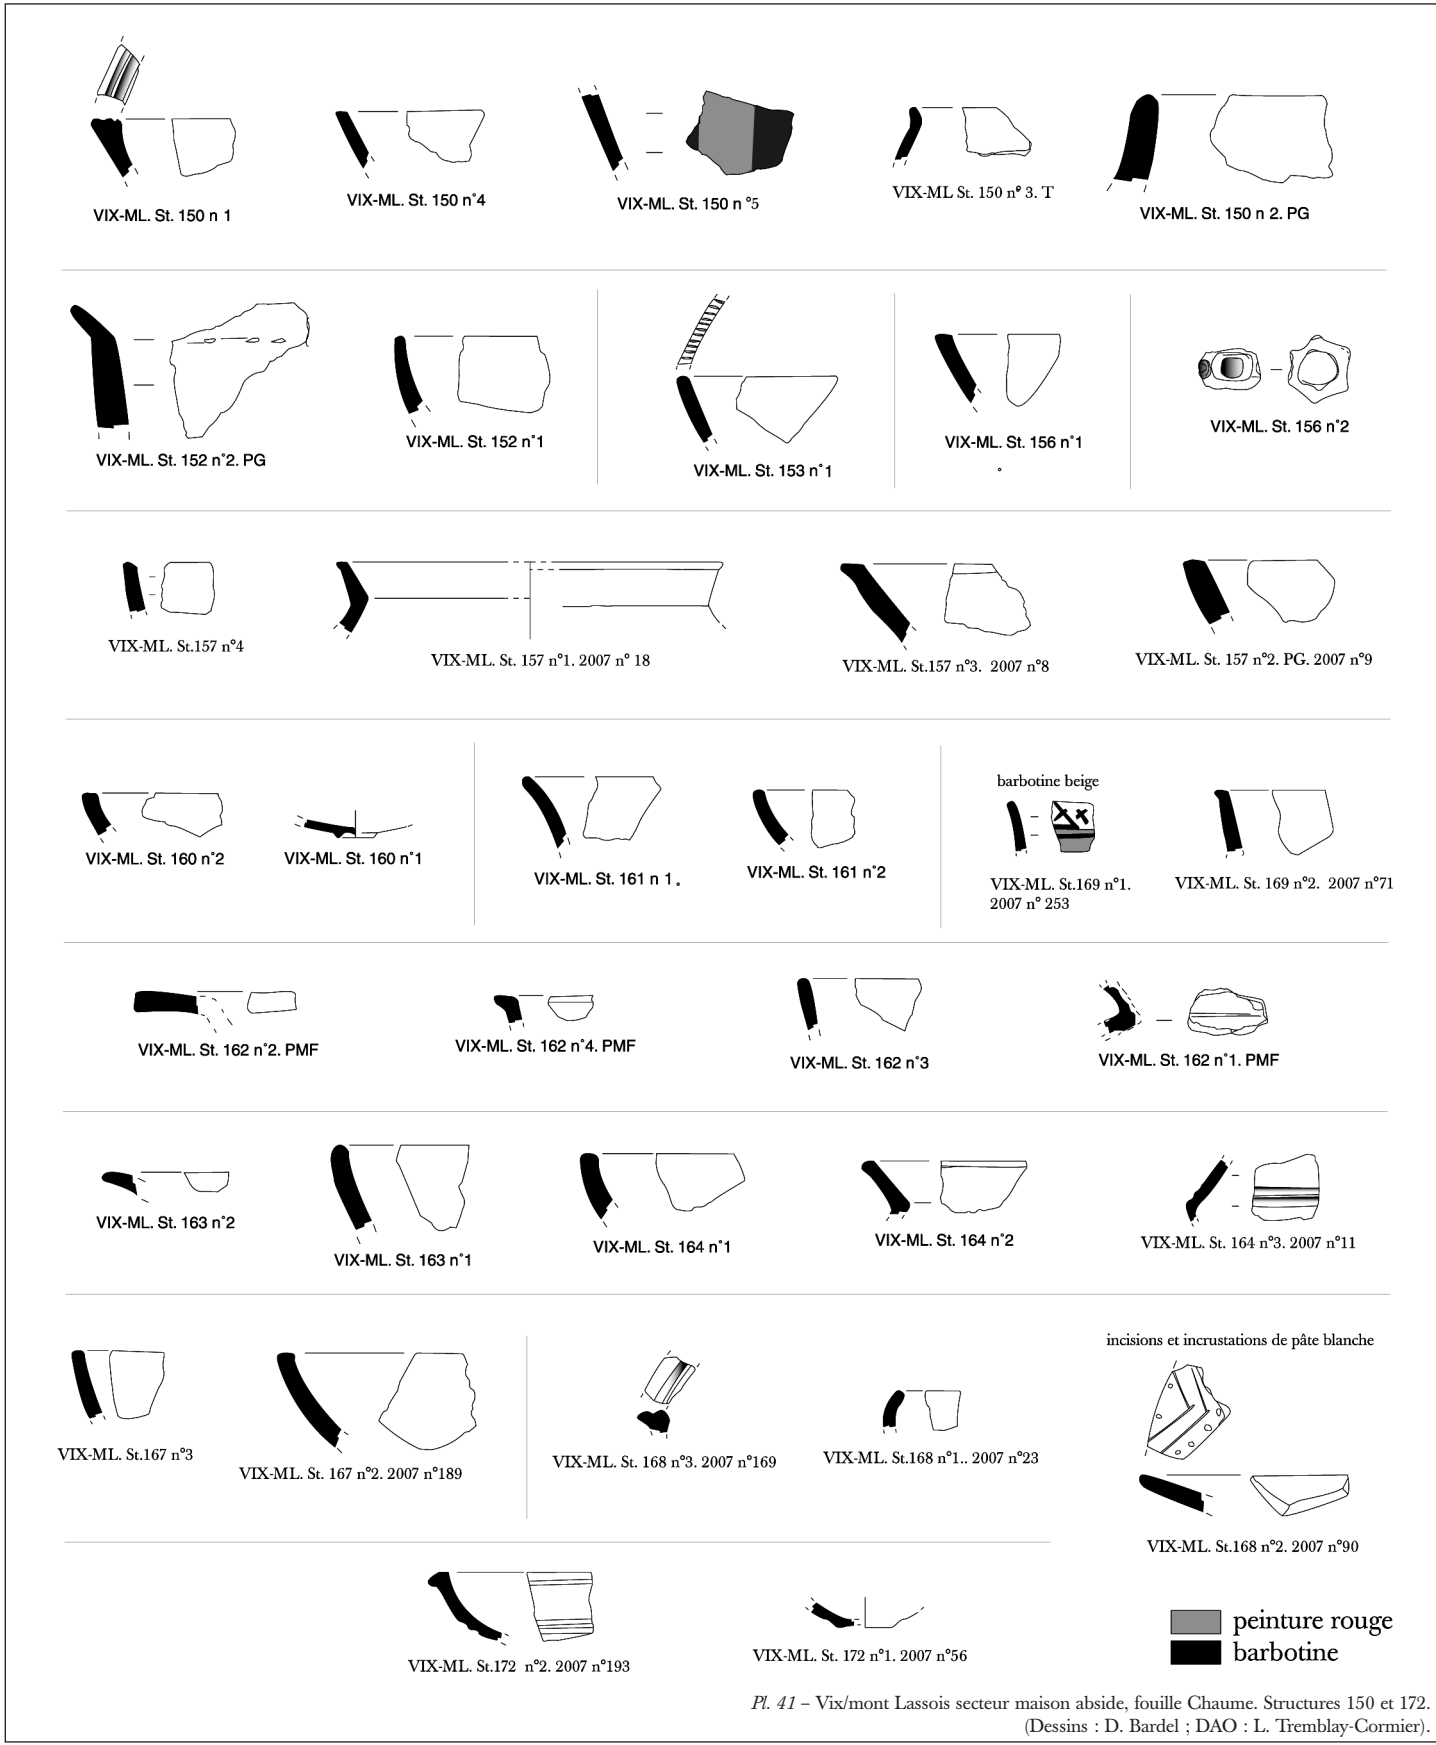 VIX-ML. St. 150 n 1
VIX-ML. St. 150 n°4
VIX-ML. St. 150 n °5
VIX-ML St. 150 n° 3. T
VIX-ML. St. 150 n 2. PG
VIX-ML. St. 152 n°2. PG
VIX-ML. St. 152 n°1
VIX-ML. St. 153 n°1
VIX-ML. St. 156 n°1
VIX-ML. St. 156 n°2
VIX-ML. St.157 n°4
VIX-ML. St. 157 n°1. 2007 n° 18
VIX-ML. St.157 n°3. 2007 n°8
VIX-ML. St. 157 n°2. PG. 2007 n°9
VIX-ML. St. 160 n°2
VIX-ML. St. 160 n°1
VIX-ML. St. 161 n 1 .
VIX-ML. St. 161 n°2
barbotine beige
VIX-ML. St.169 n°1.
2007 n° 253
VIX-ML. St. 169 n°2. 2007 n°71
VIX-ML. St. 162 n°2. PMF
VIX-ML. St. 162 n°4. PMF
VIX-ML. St. 162 n°3
VIX-ML. St. 162 n°1. PMF
VIX-ML. St. 163 n°2
VIX-ML. St. 163 n°1
VIX-ML. St. 164 n°1
VIX-ML. St. 164 n°2
VIX-ML. St. 164 n°3. 2007 n°11
VIX-ML. St.167 n°3
VIX-ML. St. 167 n°2. 2007 n°189
VIX-ML. St. 168 n°3. 2007 n°169
VIX-ML. St.168 n°1.. 2007 n°23
incisions et incrustations de pâte blanche
VIX-ML. St.168 n°2. 2007 n°90
VIX-ML. St.172 n°2. 2007 n°193
VIX-ML. St. 172 n°1. 2007 n°56
peinture rouge
barbotine
Pl. 41 – Vix/mont Lassois secteur maison abside, fouille Chaume. Structures 150 et 172.
(Dessins : D. Bardel ; DAO : L. Tremblay-Cormier).